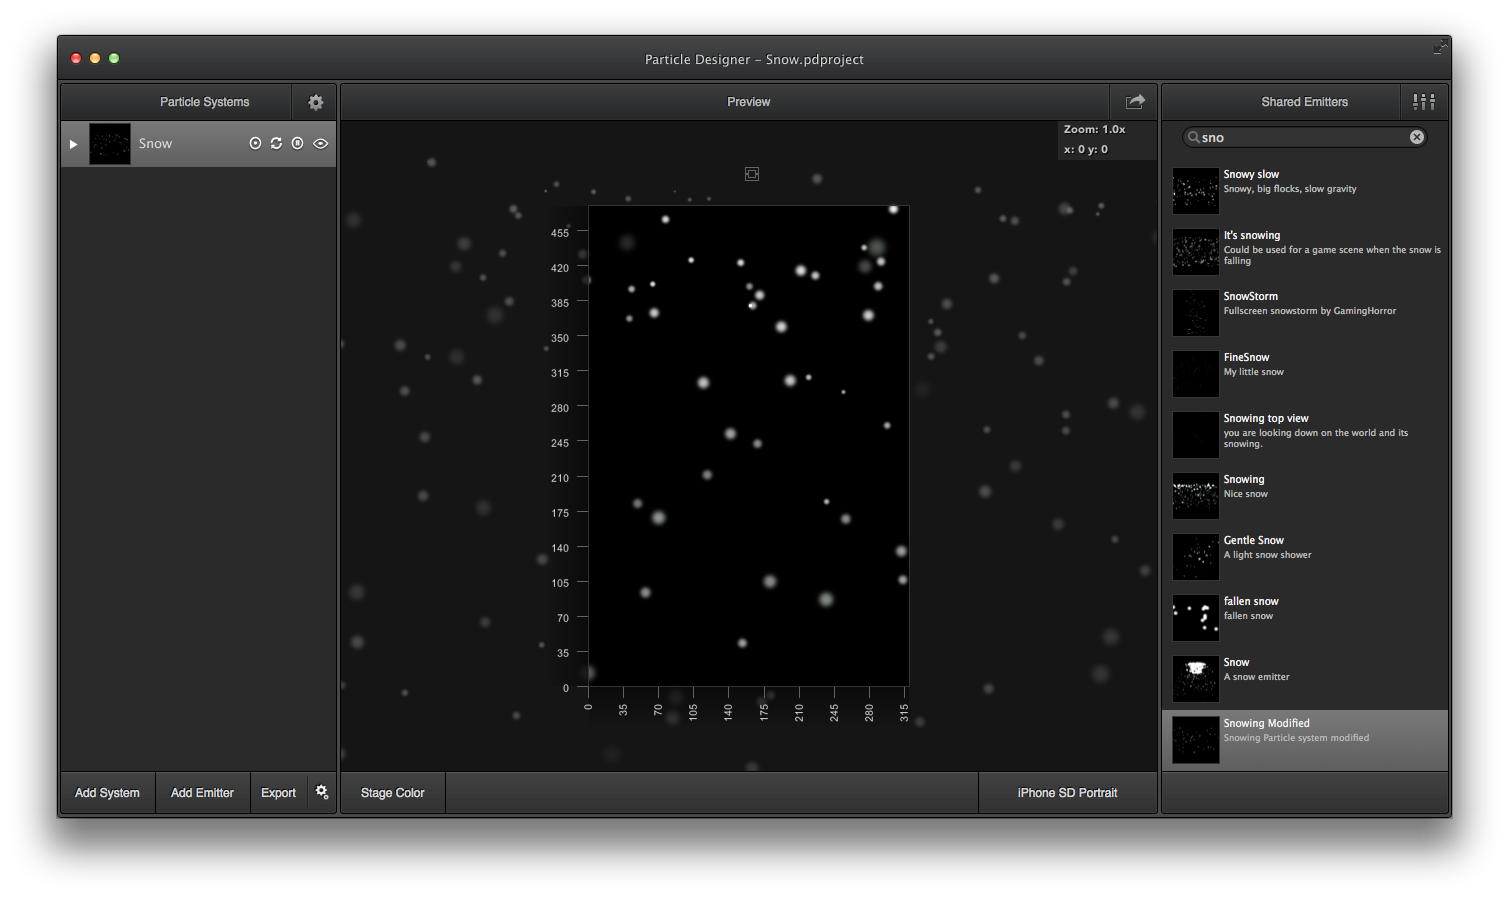 Particle Designer – Snow.pdproject
Particle Systems
Preview
Shared Emitters
Snow
Zoom: 1.0x
x: 0 y: 0
sno
455
420
385
350
315
280
245
210
175
140
105
70
35
0
0
35
70
105
140
175
210
245
280
315
Snowy slow
Snowy, big flocks, slow gravity
It's snowing
Could be used for a game scene when the snow is
falling
SnowStorm
Fullscreen snowstorm by GamingHorror
FineSnow
My little snow
Snowing top view
you are looking down on the world and its
snowing.
Snowing
Nice snow
Gentle Snow
A light snow shower
fallen snow
fallen snow
Snow
A snow emitter
Snowing Modified
Snowing Particle system modified
Add System
Add Emitter
Export
Stage Color
iPhone SD Portrait